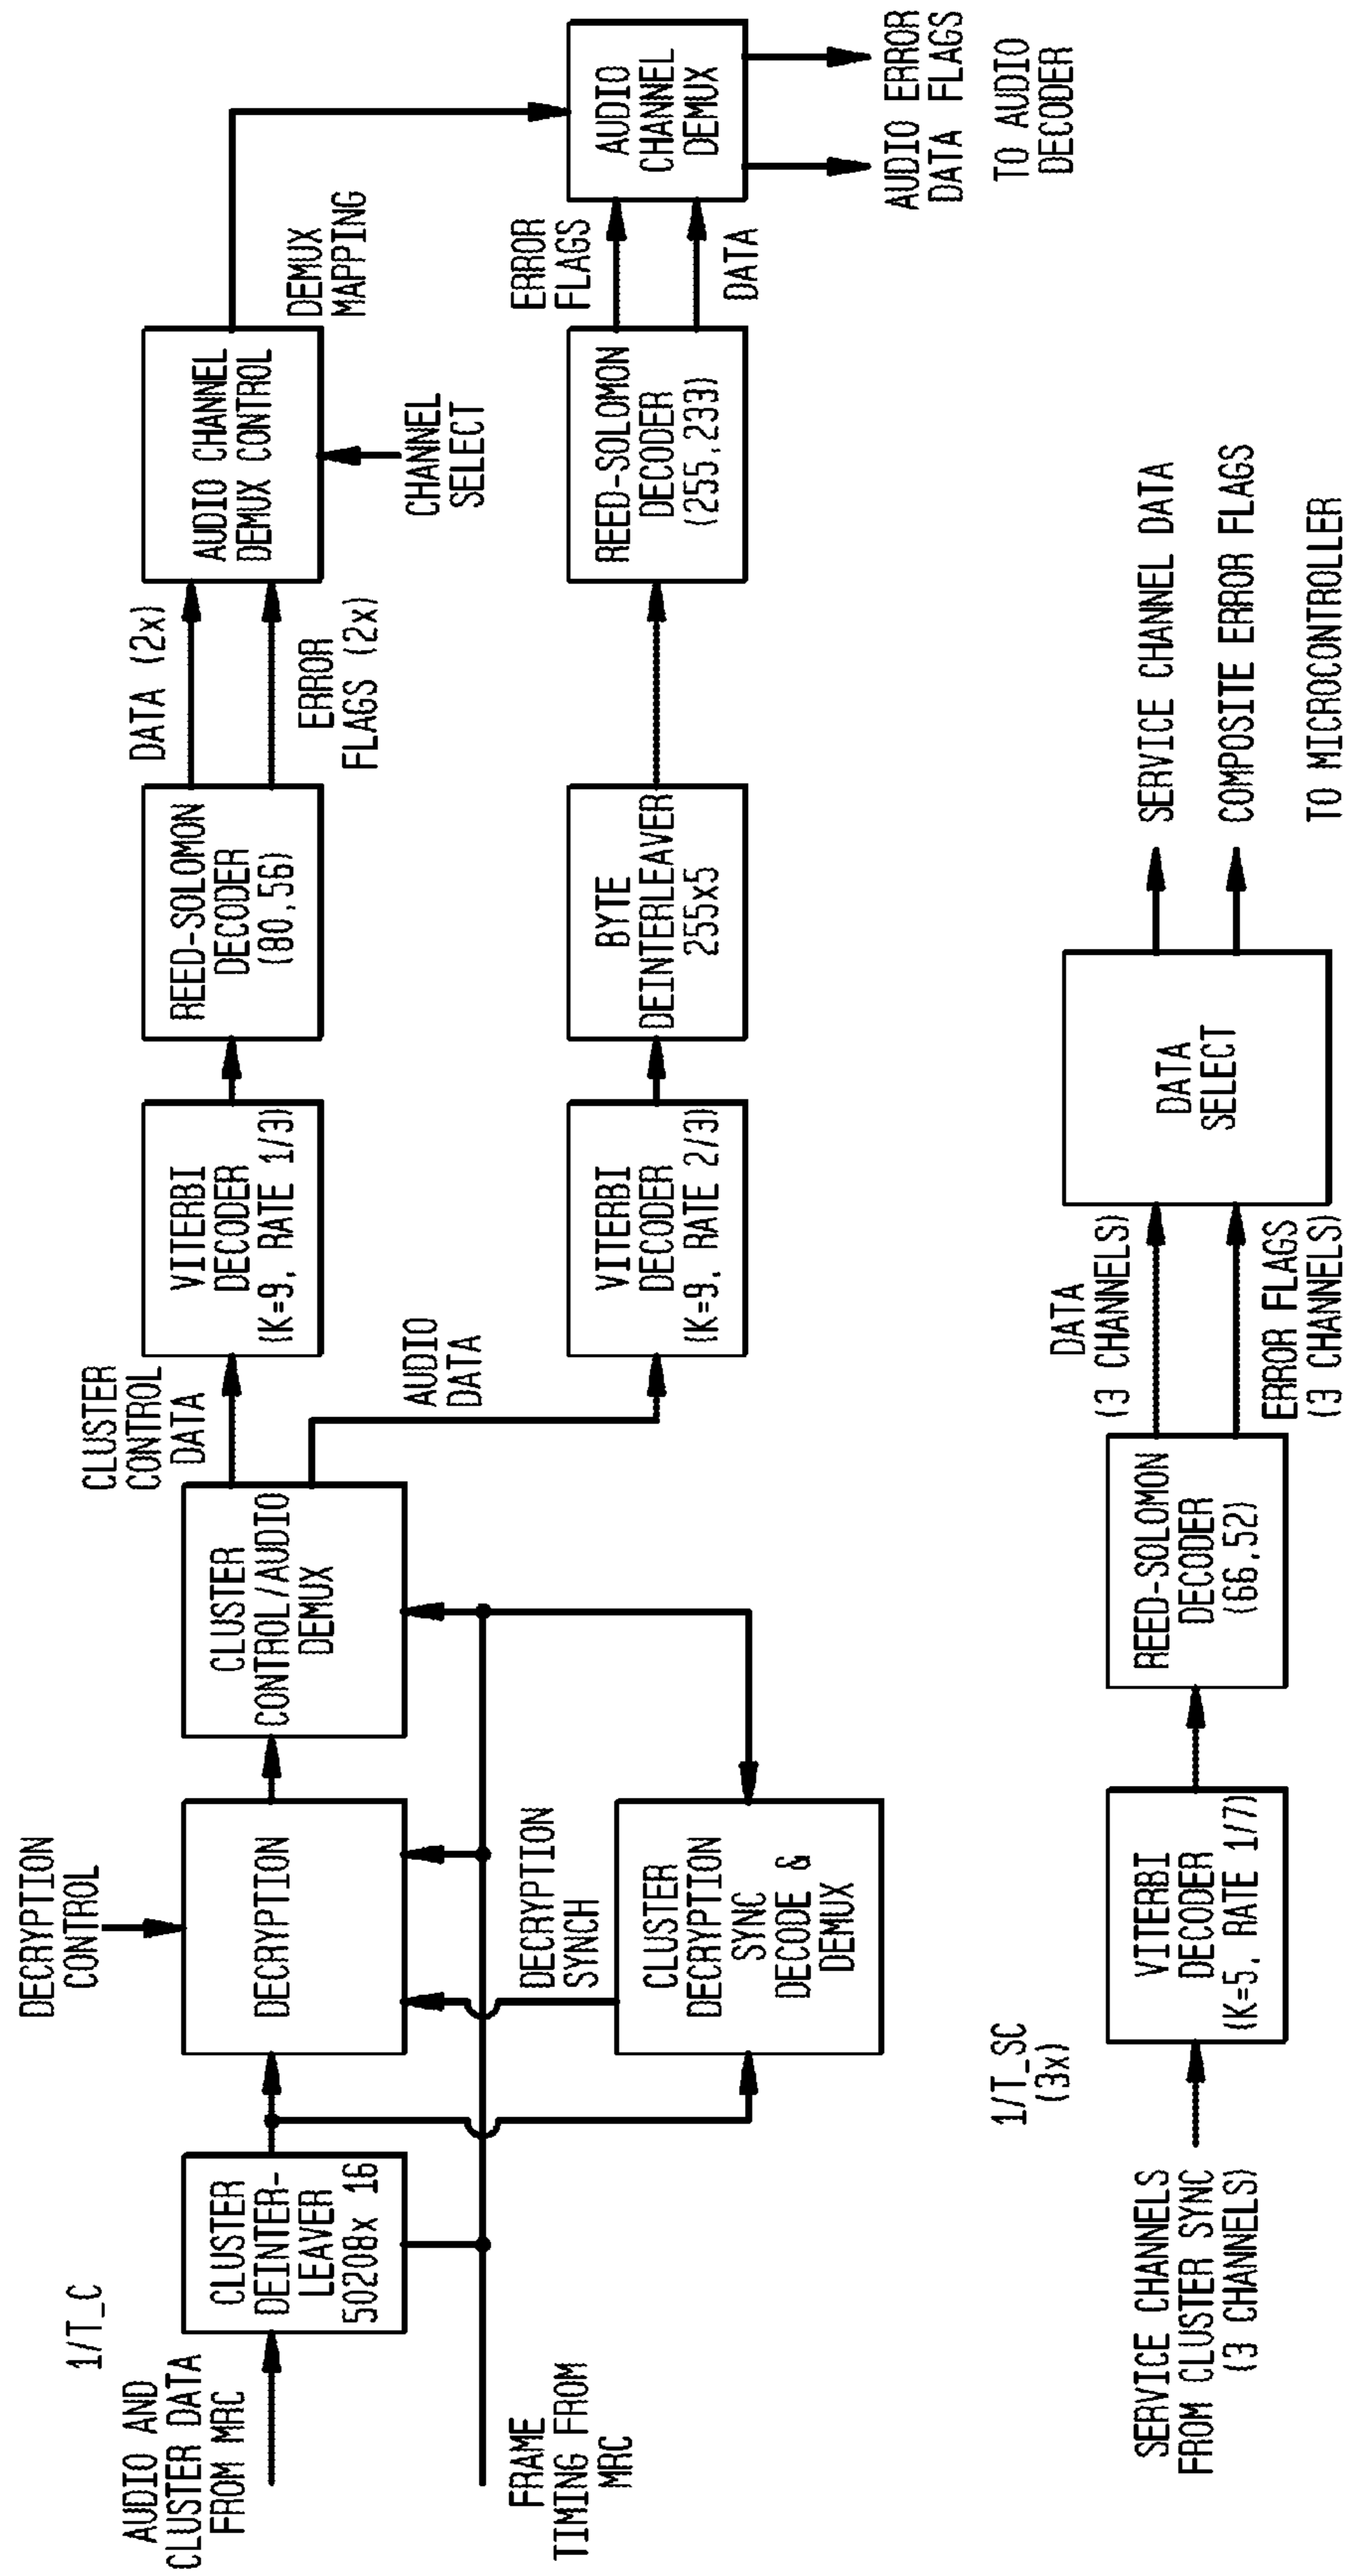 AUDIO AND
CLUSTER DATA
FROM MRC
1/T_C
CLUSTER
DEINTER-
LEAVER
50208x 16
FRAME
TIMING FROM
MRC
DECRYPTION
CONTROL
DECRYPTION
DECRYPTION
SYNCH
CLUSTER
DECRYPTION
SYNC
DECODE &
DEMUX
CLUSTER
CONTROL/AUDIO
DEMUX
CLUSTER
CONTROL
DATA
AUDIO
DATA
VITERBI
DECODER
(K=9, RATE 1/3)
REED-SOLOMON
DECODER
(80,56)
DATA (2x)
ERROR
FLAGS (2x)
AUDIO CHANNEL
DEMUX CONTROL
CHANNEL
SELECT
DEMUX
MAPPING
VITERBI
DECODER
(K=9, RATE 2/3)
BYTE
DEINTERLEAVER
255x5
REED-SOLOMON
DECODER
(255,233)
ERROR
FLAGS
DATA
AUDIO
CHANNEL
DEMUX
AUDIO ERROR
DATA FLAGS
TO AUDIO
DECODER
SERVICE CHANNELS
FROM CLUSTER SYNC
(3 CHANNELS)
1/T_SC
(3x)
VITERBI
DECODER
(K=5, RATE 1/7)
REED-SOLOMON
DECODER
(66,52)
DATA
(3 CHANNELS)
ERROR FLAGS
(3 CHANNELS)
DATA
SELECT
SERVICE CHANNEL DATA
COMPOSITE ERROR FLAGS
TO MICROCONTROLLER